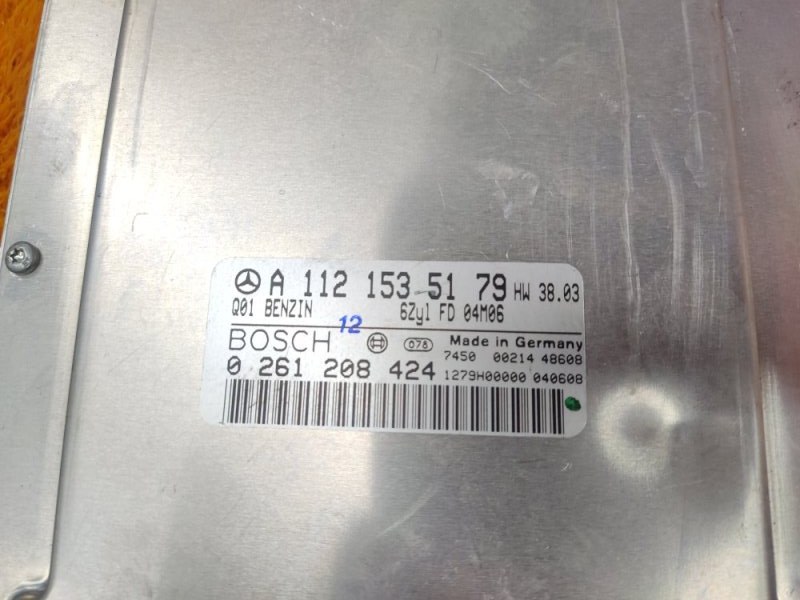 A 112 153 51 79 HW 38.03
Q01 BENZIN 6Zyl FD 04M06
12
BOSCH 078 Made in Germany
7450 00214 48608
0 261 208 424 1279H00000 040608